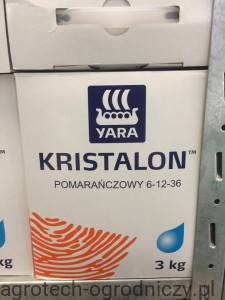 YARA
KRISTALON™
POMARAŃCZOWY 6-12-36
kg
3 kg
agrotech-ogrodniczy.pl